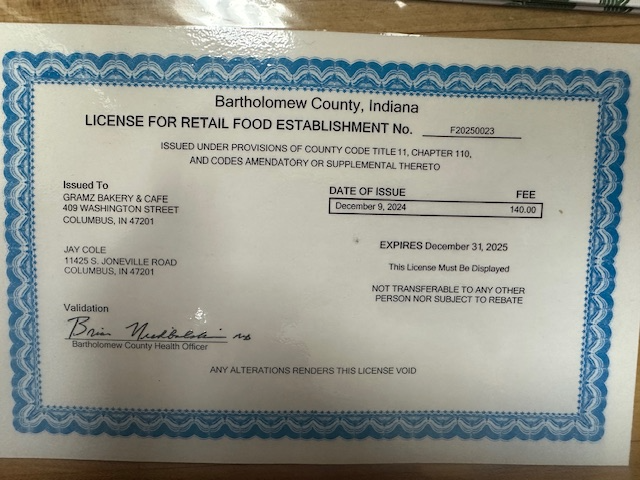 Bartholomew County, Indiana
LICENSE FOR RETAIL FOOD ESTABLISHMENT No. F20250023
ISSUED UNDER PROVISIONS OF COUNTY CODE TITLE 11, CHAPTER 110,
AND CODES AMENDATORY OR SUPPLEMENTAL THERETO
Issued To
GRAMZ BAKERY & CAFE
409 WASHINGTON STREET
COLUMBUS, IN 47201
DATE OF ISSUE FEE
December 9, 2024 140.00
JAY COLE
11425 S. JONEVILLE ROAD
COLUMBUS, IN 47201
EXPIRES December 31, 2025
This License Must Be Displayed
NOT TRANSFERABLE TO ANY OTHER
PERSON NOR SUBJECT TO REBATE
Validation
Brian
Bartholomew County Health Officer
ANY ALTERATIONS RENDERS THIS LICENSE VOID